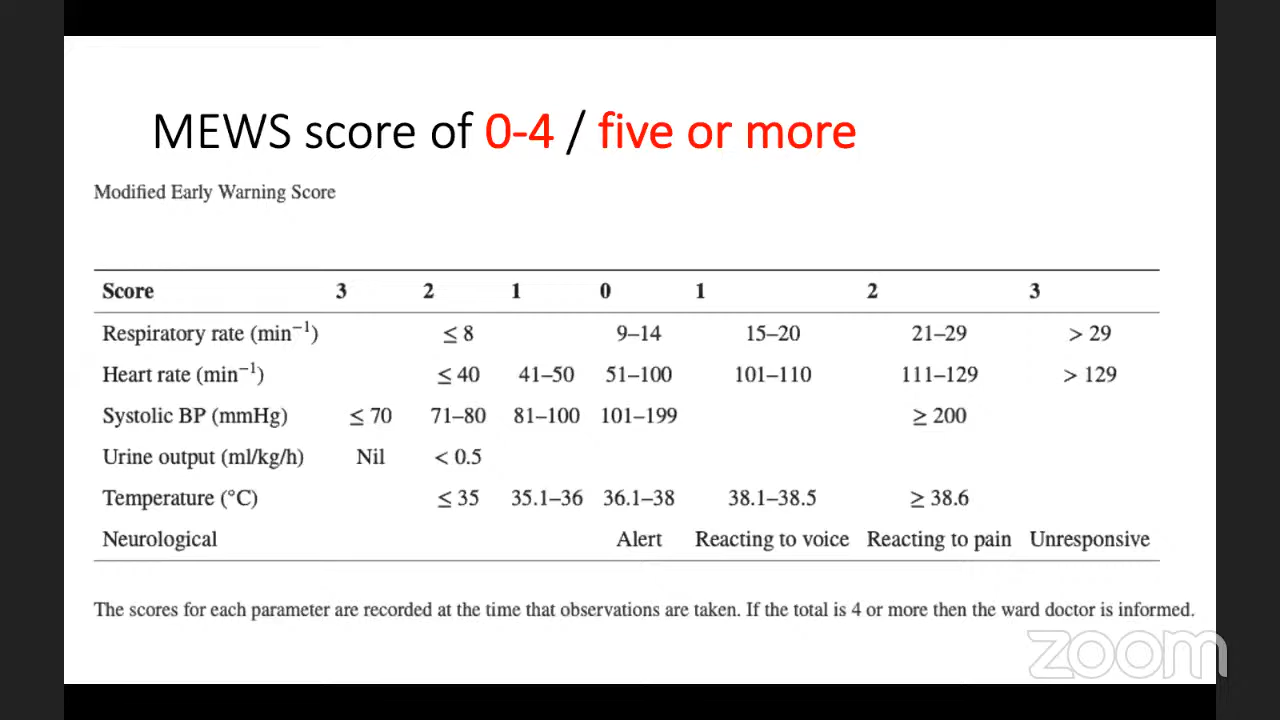 MEWS score of 0-4 / five or more
Modified Early Warning Score
Score 3 2 1 0 1 2 3
Respiratory rate (min⁻¹) ≤ 8 9–14 15–20 21–29 > 29
Heart rate (min⁻¹) ≤ 40 41–50 51–100 101–110 111–129 > 129
Systolic BP (mmHg) ≤ 70 71–80 81–100 101–199 ≥ 200
Urine output (ml/kg/h) Nil < 0.5
Temperature (°C) ≤ 35 35.1–36 36.1–38 38.1–38.5 ≥ 38.6
Neurological Alert Reacting to voice Reacting to pain Unresponsive
The scores for each parameter are recorded at the time that observations are taken. If the total is 4 or more then the ward doctor is informed.
zoom